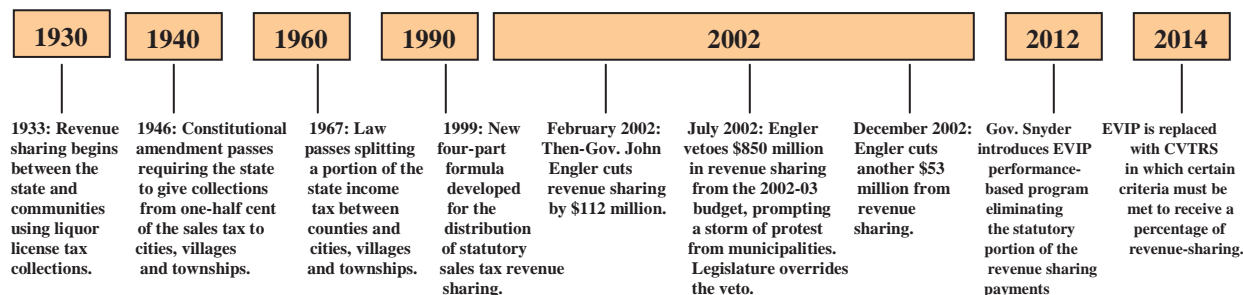 1930
1940
1960
1990
2002
2012
2014
1933: Revenue
sharing begins
between the
state and
communities
using liquor
license tax
collections.
1946: Constitutional
amendment passes
requiring the state
to give collections
from one-half cent
of the sales tax to
cities, villages
and townships.
1967: Law
passes splitting
a portion of the
state income
tax between
counties and
cities, villages
and townships.
1999: New
four-part
formula
developed
for the
distribution
of statutory
sales tax revenue
sharing.
February 2002:
Then-Gov. John
Engler cuts
revenue sharing
by $112 million.
July 2002: Engler
vetoes $850 million
in revenue sharing
from the 2002-03
budget, prompting
a storm of protest
from municipalities.
Legislature overrides
the veto.
December 2002:
Engler cuts
another $53
million from
revenue
sharing.
Gov. Snyder
introduces EVIP
performance-
based program
eliminating
the statutory
portion of the
revenue sharing
payments
EVIP is replaced
with CVTRS
in which certain
criteria must be
met to receive a
percentage of
revenue-sharing.